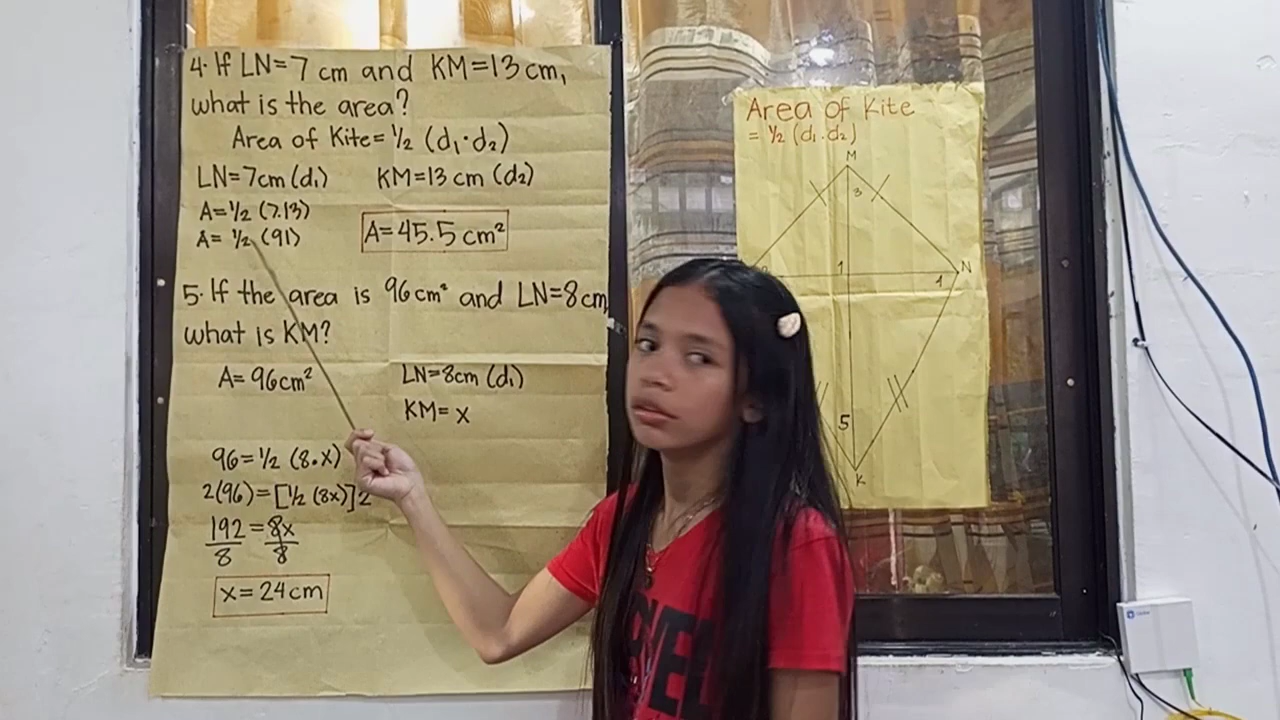 4. If LN=7 cm and KM=13 cm,
what is the area?
Area of Kite=½ (d₁·d₂)
LN=7cm (d₁) KM=13 cm (d₂)
A=½ (7.13)
A= ½ (91) A=45.5 cm²
5. If the area is 96 cm² and LN=8cm
what is KM?
A= 96cm² LN=8cm (d₁)
KM= x
96=½ (8.x)
2(96)=[½ (8x)]2
192 = 8x
8 8
x=24cm
Area of Kite
= ½ (d₁.d₂)
M
3
1
N
1
5
K